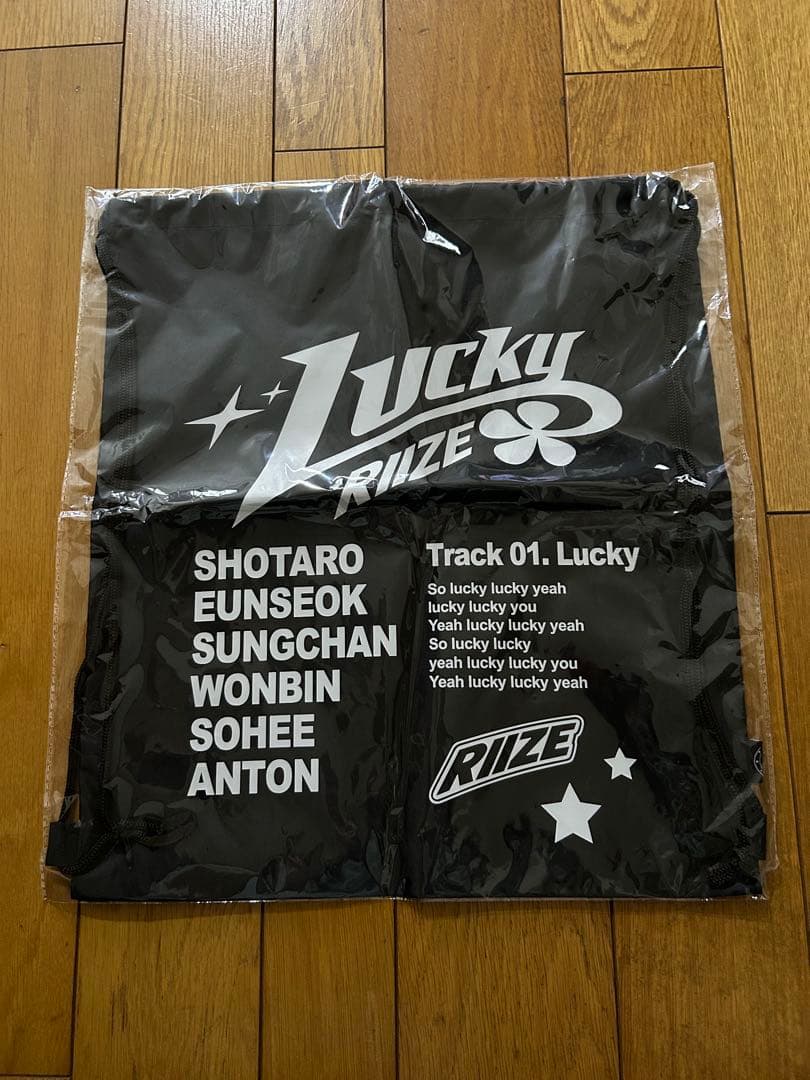 Lucky
RIIZE
SHOTARO
EUNSEOK
SUNGCHAN
WONBIN
SOHEE
ANTON
Track 01. Lucky
So lucky lucky yeah
lucky lucky you
Yeah lucky lucky yeah
So lucky lucky
yeah lucky lucky you
Yeah lucky lucky yeah
RIIZE